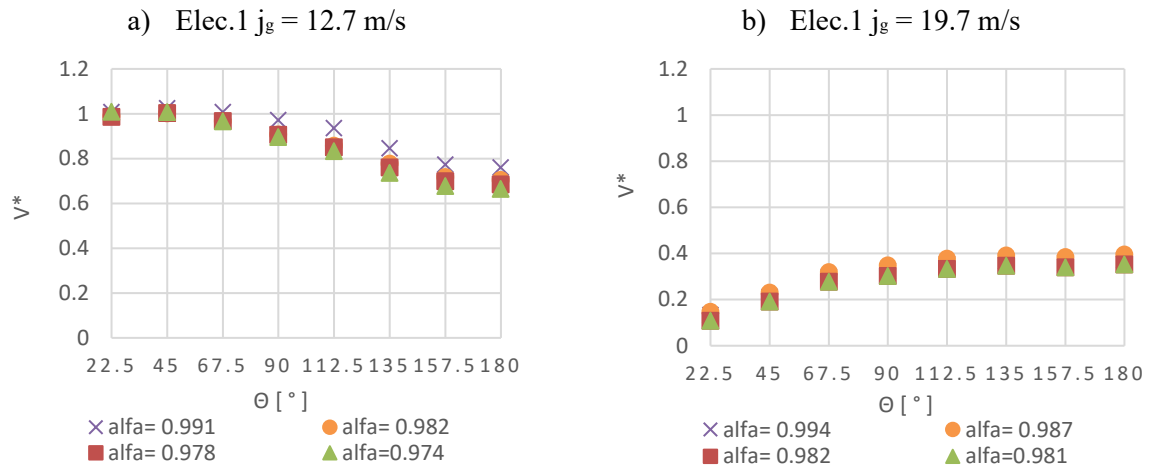 a) Elec.1 jg = 12.7 m/s
1.2
1
0.8
0.6
0.4
0.2
0
V*
22.5 45 67.5 90 112.5 135 157.5 180
Θ [ ° ]
alfa= 0.991 alfa= 0.982
alfa= 0.978 alfa=0.974
b) Elec.1 jg = 19.7 m/s
1.2
1
0.8
0.6
0.4
0.2
0
V*
22.5 45 67.5 90 112.5 135 157.5 180
Θ [ ° ]
alfa= 0.994 alfa= 0.987
alfa= 0.982 alfa=0.981